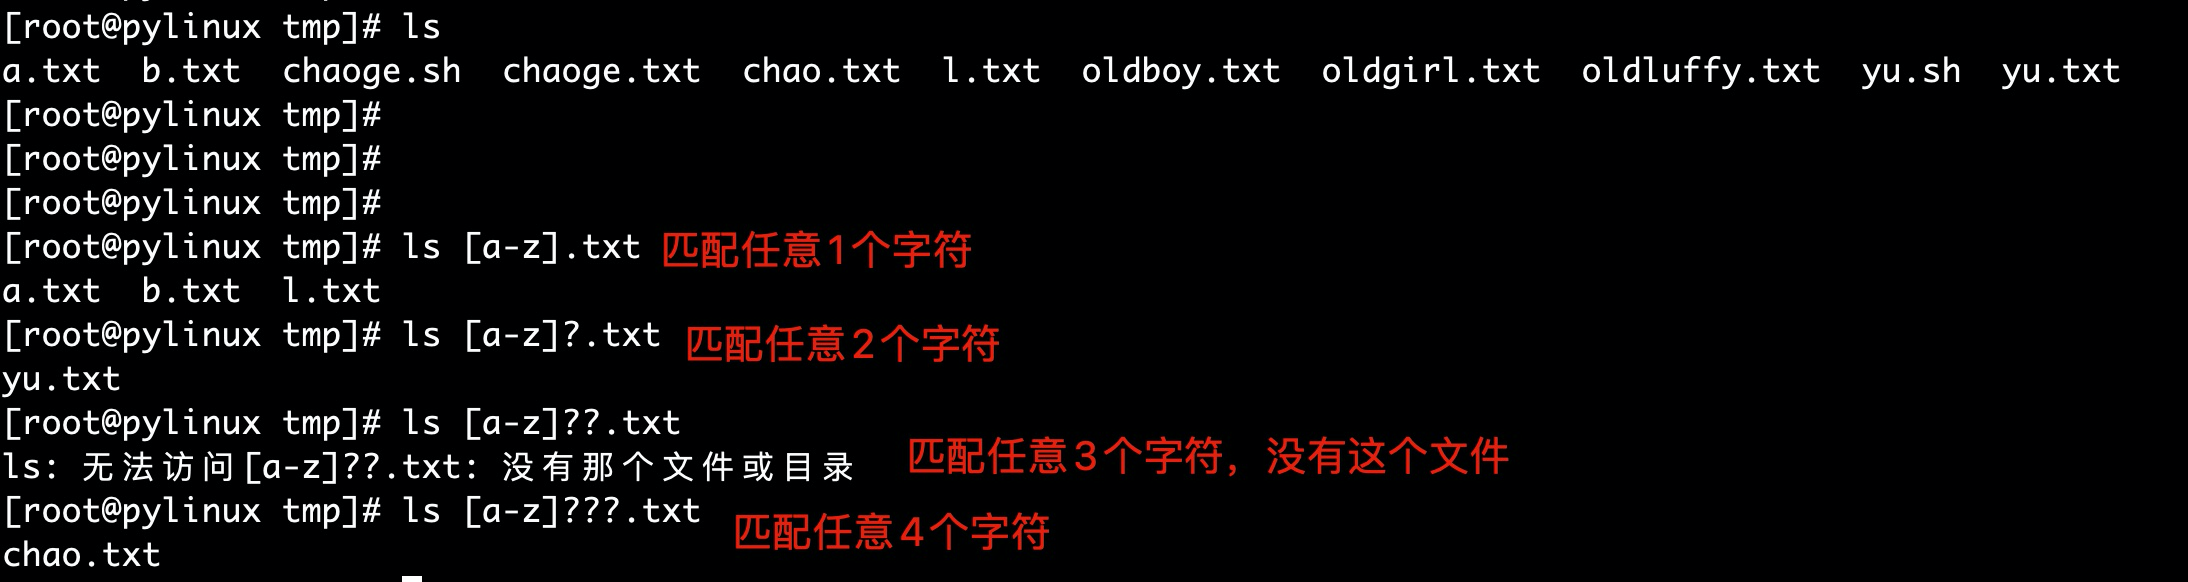 [root@pylinux tmp]# ls
a.txt  b.txt  chaoge.sh  chaoge.txt  chao.txt  l.txt  oldboy.txt  oldgirl.txt  oldluffy.txt  yu.sh  yu.txt
[root@pylinux tmp]#
[root@pylinux tmp]#
[root@pylinux tmp]#
[root@pylinux tmp]# ls [a-z].txt 匹配任意1个字符
a.txt  b.txt  l.txt
[root@pylinux tmp]# ls [a-z]?.txt 匹配任意2个字符
yu.txt
[root@pylinux tmp]# ls [a-z]??.txt
ls: 无法访问[a-z]??.txt: 没有那个文件或目录 匹配任意3个字符，没有这个文件
[root@pylinux tmp]# ls [a-z]???.txt 匹配任意4个字符
chao.txt